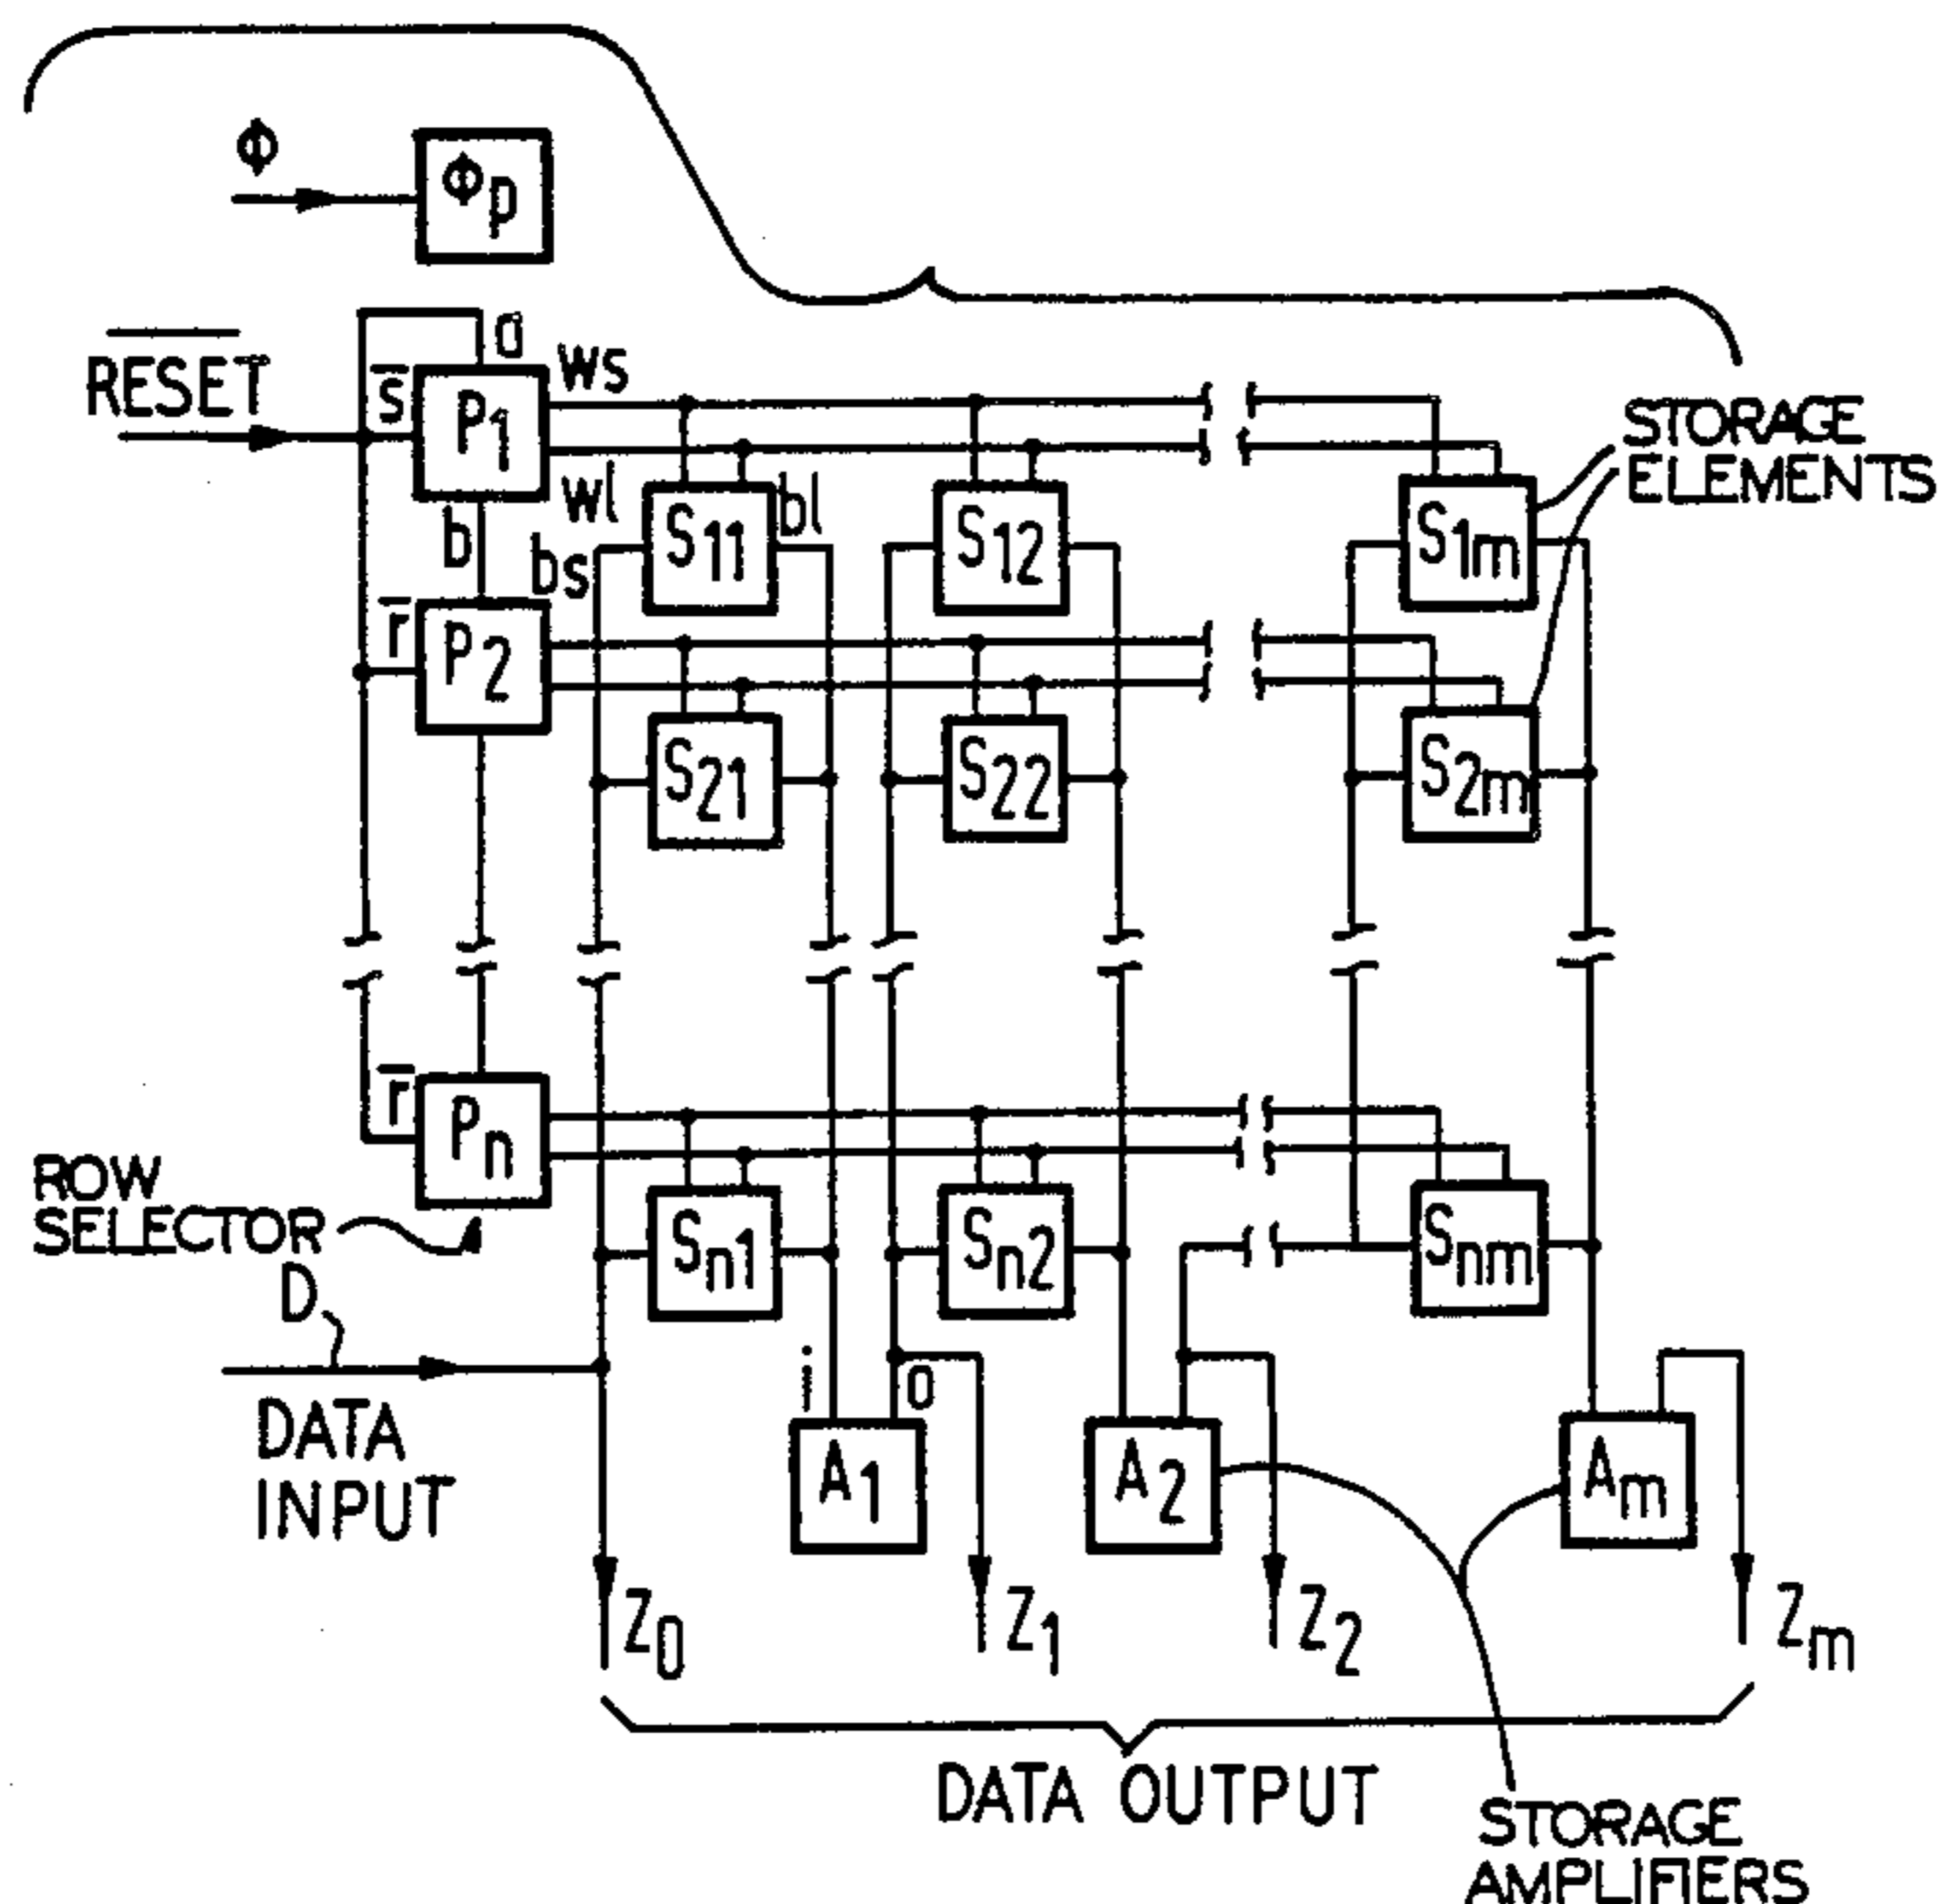 Φ
Φp
RESET
a
s̅
P1
ws
wl
b
bs
S11
bl
S12
S1m
STORAGE
ELEMENTS
r̅
P2
S21
S22
S2m
r̅
Pn
Sn1
Sn2
Snm
ROW
SELECTOR
D
DATA
INPUT
i
o
A1
A2
Am
Z0
Z1
Z2
Zm
DATA OUTPUT
STORAGE
AMPLIFIERS